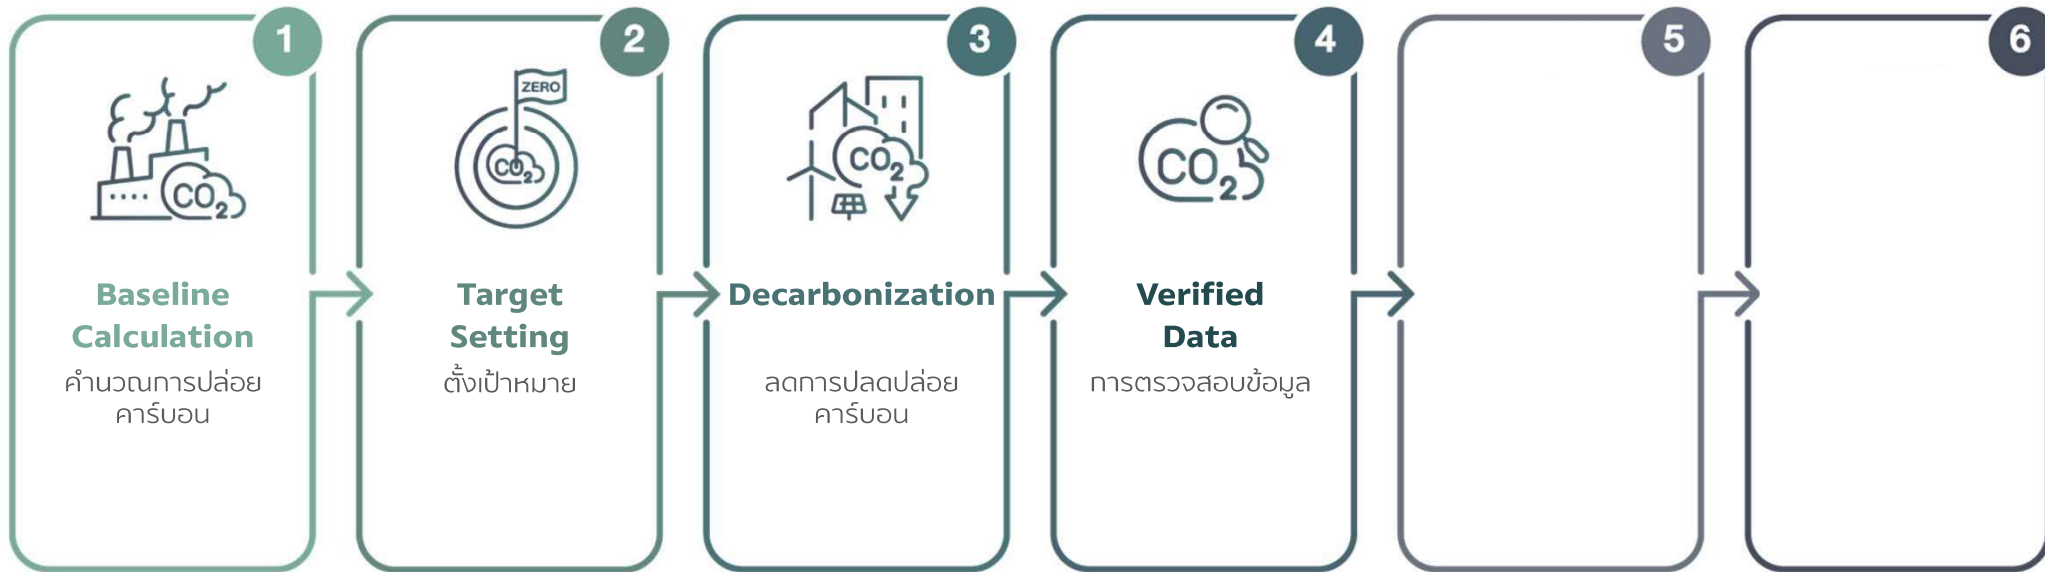 1
CO2
Baseline
Calculation
คำนวณการปล่อย
คาร์บอน
2
ZERO
CO2
Target
Setting
ตั้งเป้าหมาย
3
CO2
Decarbonization
ลดการปลดปล่อย
คาร์บอน
4
CO2
Verified
Data
การตรวจสอบข้อมูล
5
6